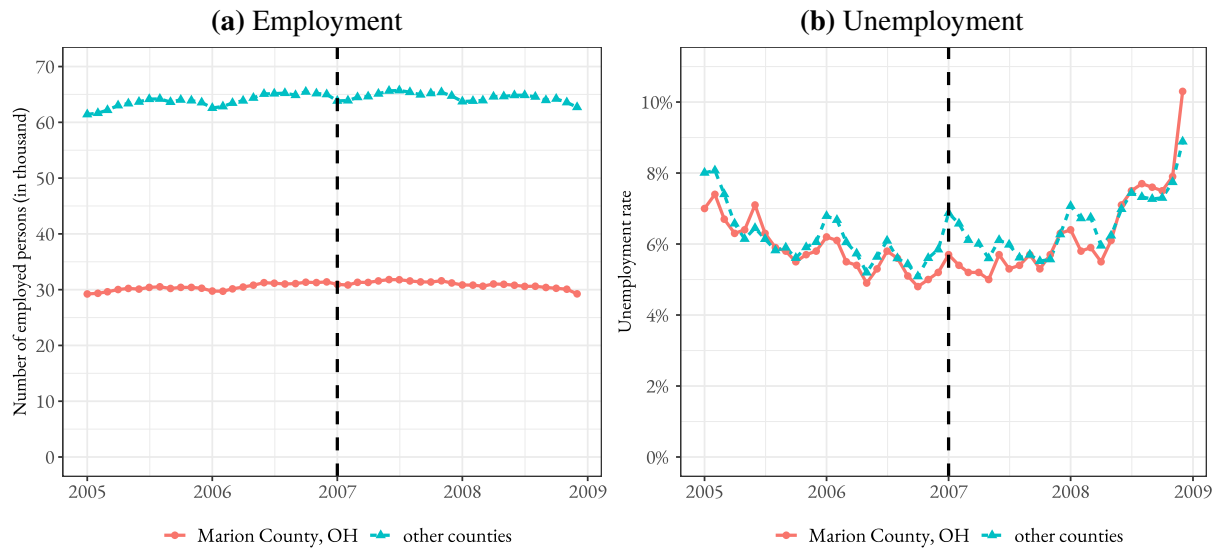 (a) Employment
Number of employed persons (in thousand)
70
60
50
40
30
20
10
0
2005 2006 2007 2008 2009
Marion County, OH other counties
(b) Unemployment
Unemployment rate
10%
8%
6%
4%
2%
0%
2005 2006 2007 2008 2009
Marion County, OH other counties